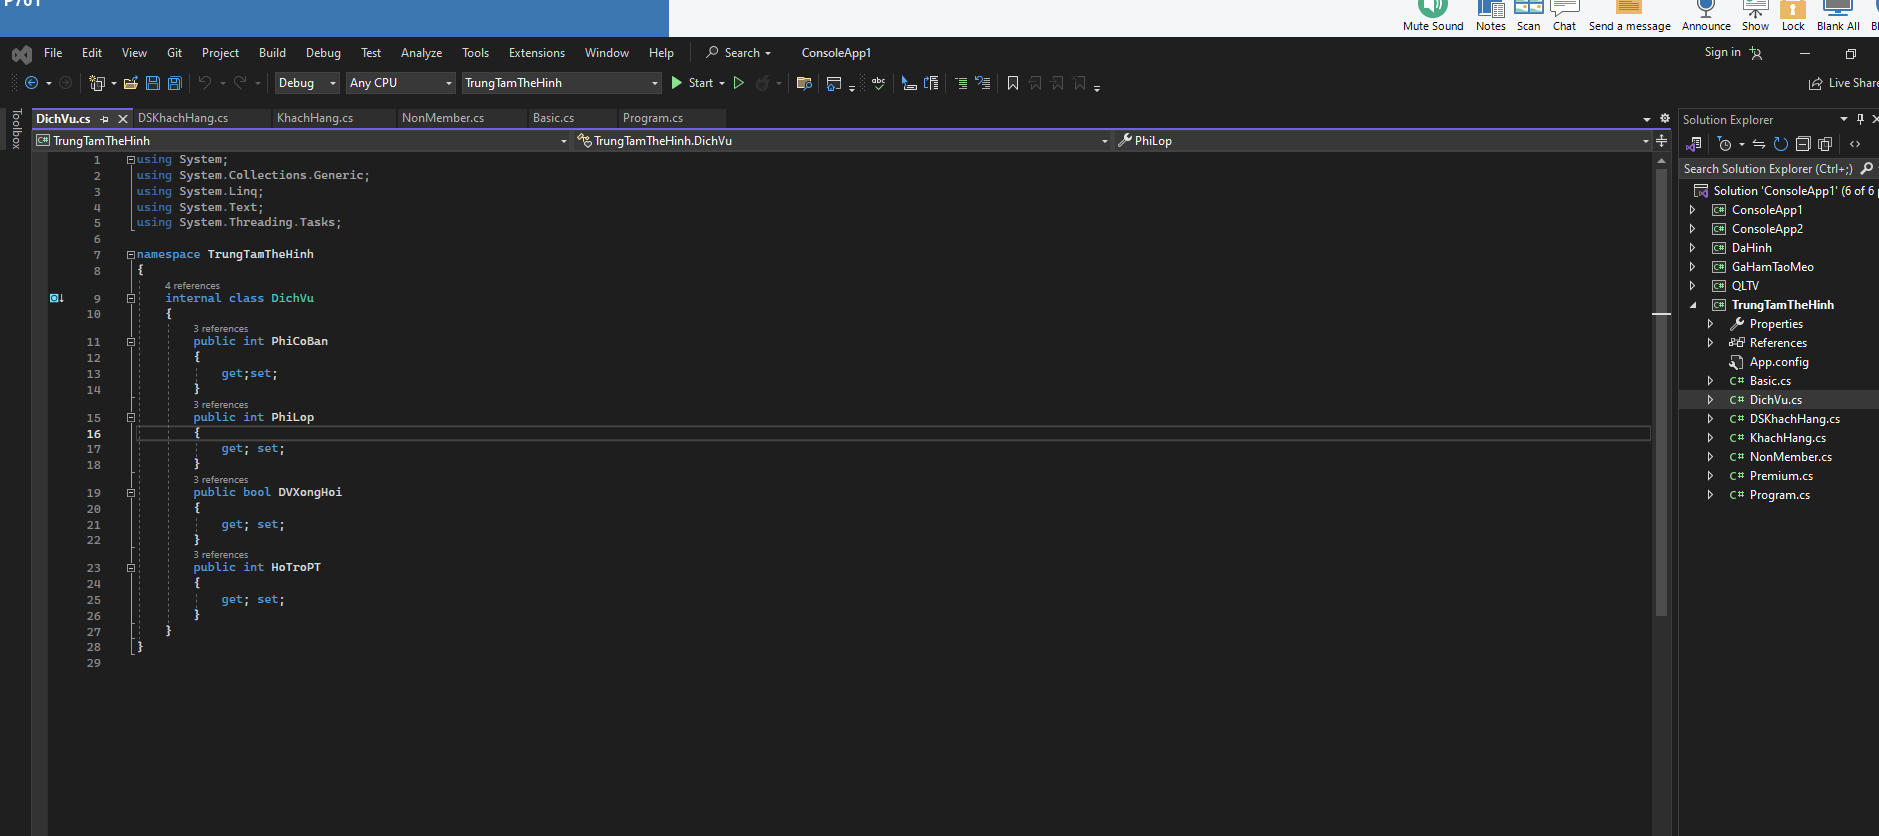 Mute Sound Notes Scan Chat Send a message Announce Show Lock Blank All
File Edit View Git Project Build Debug Test Analyze Tools Extensions Window Help Search ConsoleApp1 Sign in
Debug Any CPU TrungTamTheHinh Start Live Share
Toolbox
DichVu.cs DSKhachHang.cs KhachHang.cs NonMember.cs Basic.cs Program.cs
TrungTamTheHinh TrungTamTheHinh.DichVu PhiLop
1 using System;
2 using System.Collections.Generic;
3 using System.Linq;
4 using System.Text;
5 using System.Threading.Tasks;
6
7 namespace TrungTamTheHinh
8 {
4 references
9 internal class DichVu
10 {
3 references
11 public int PhiCoBan
12 {
13 get;set;
14 }
3 references
15 public int PhiLop
16 {
17 get; set;
18 }
3 references
19 public bool DVXongHoi
20 {
21 get; set;
22 }
3 references
23 public int HoTroPT
24 {
25 get; set;
26 }
27 }
28 }
29
Solution Explorer
Search Solution Explorer (Ctrl+;)
Solution 'ConsoleApp1' (6 of 6
ConsoleApp1
ConsoleApp2
DaHinh
GaHamTaoMeo
QLTV
TrungTamTheHinh
Properties
References
App.config
C# Basic.cs
C# DichVu.cs
C# DSKhachHang.cs
C# KhachHang.cs
C# NonMember.cs
C# Premium.cs
C# Program.cs